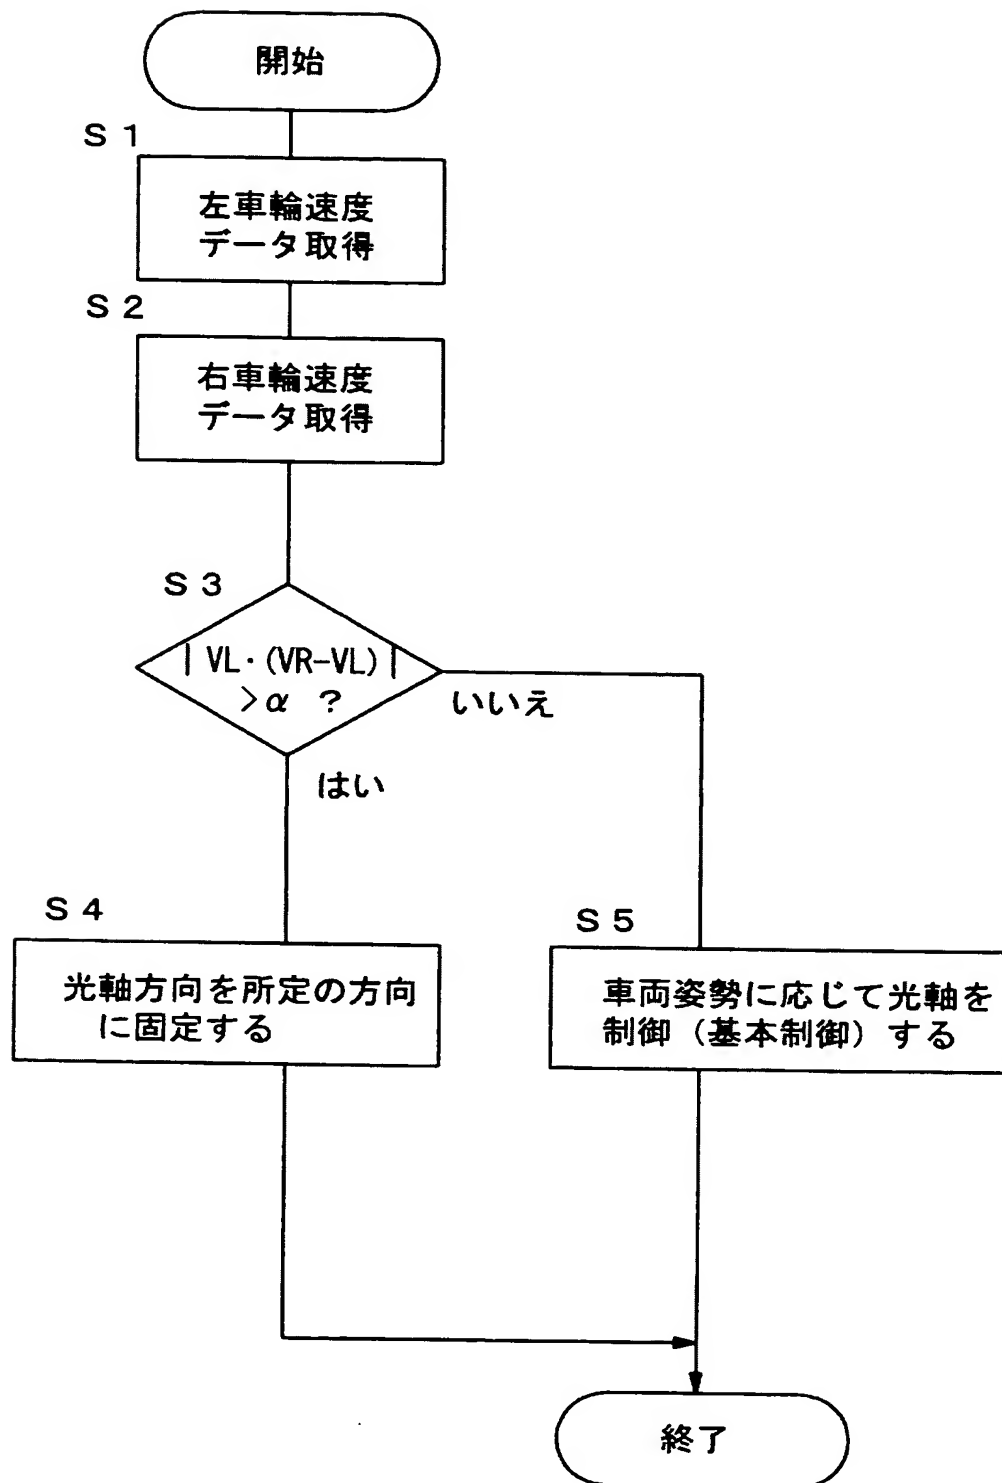 開始
S 1
左車輪速度
データ取得
S 2
右車輪速度
データ取得
S 3
| VL・(VR−VL) |
>α ?
いいえ
はい
S 4
光軸方向を所定の方向
に固定する
S 5
車両姿勢に応じて光軸を
制御（基本制御）する
終了